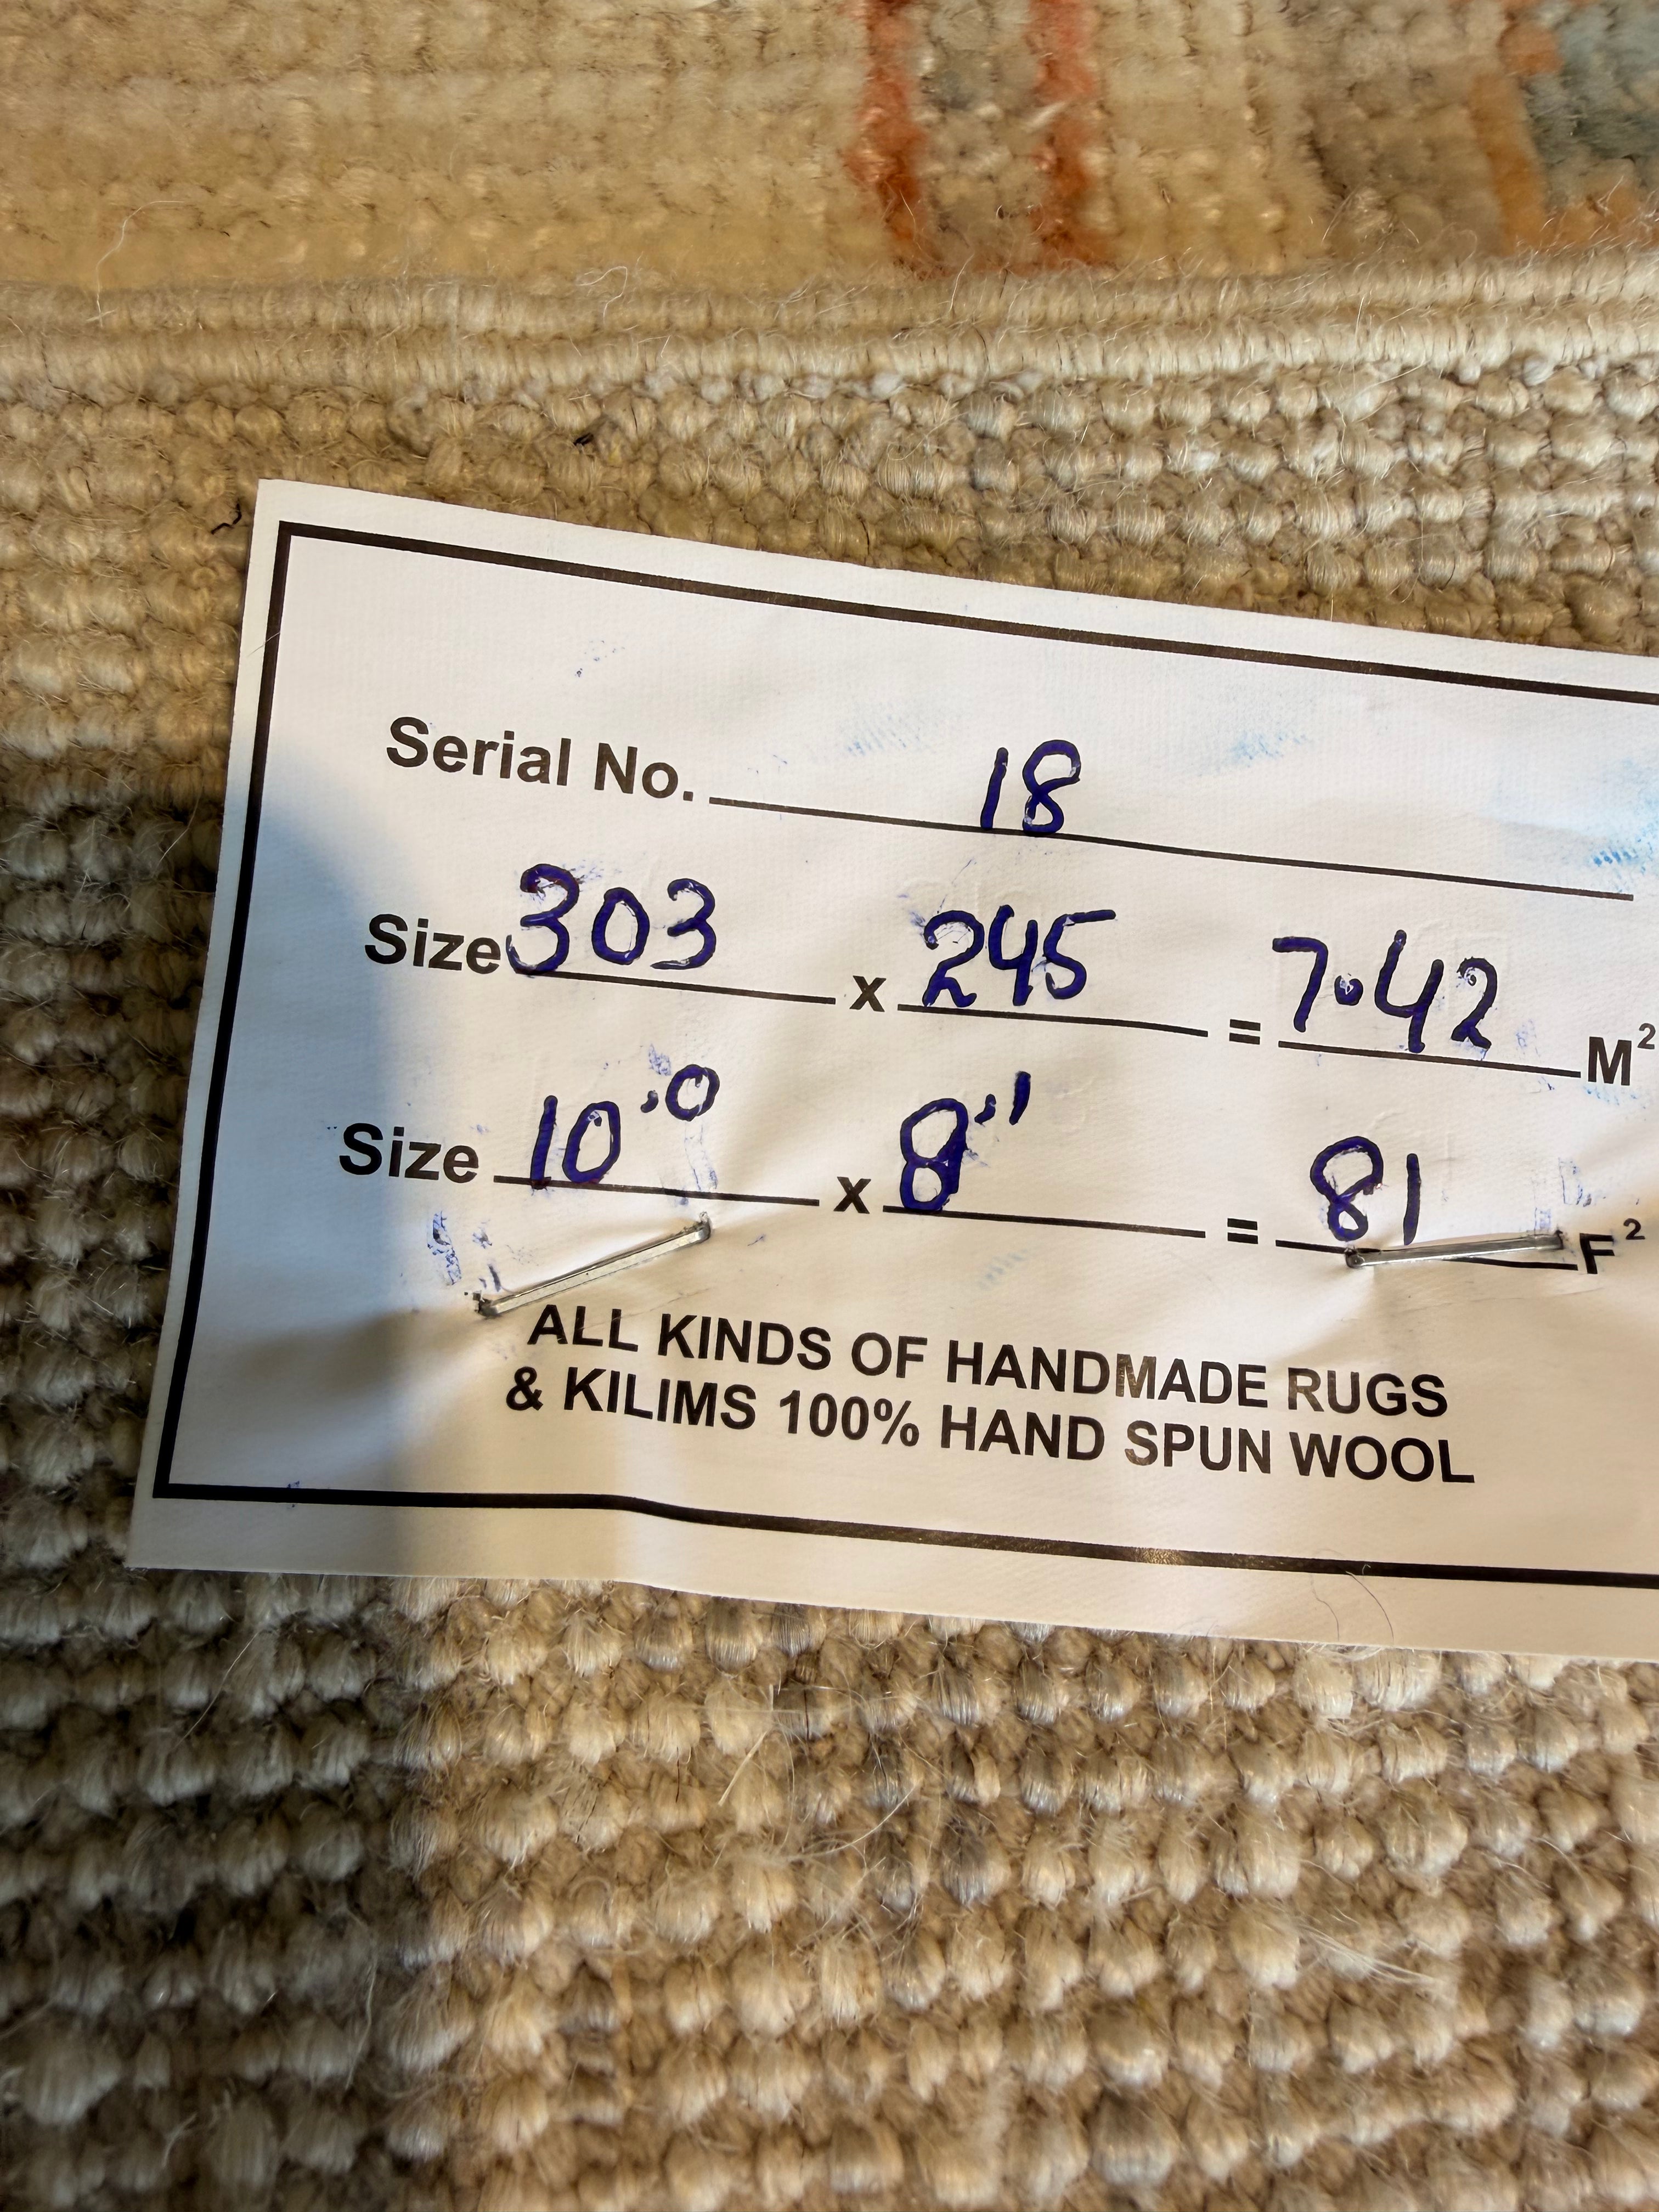 Serial No. 18
Size 303 x 245 = 7.42 M²
Size 10'0 x 8'1 = 81 F²
ALL KINDS OF HANDMADE RUGS
& KILIMS 100% HAND SPUN WOOL